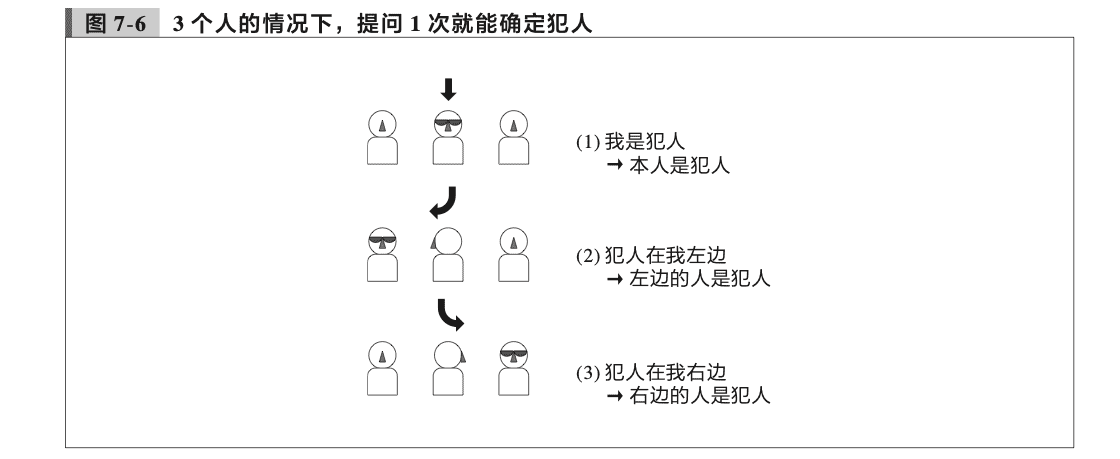 图 7-6 3 个人的情况下，提问 1 次就能确定犯人
(1) 我是犯人
→ 本人是犯人
(2) 犯人在我左边
→ 左边的人是犯人
(3) 犯人在我右边
→ 右边的人是犯人